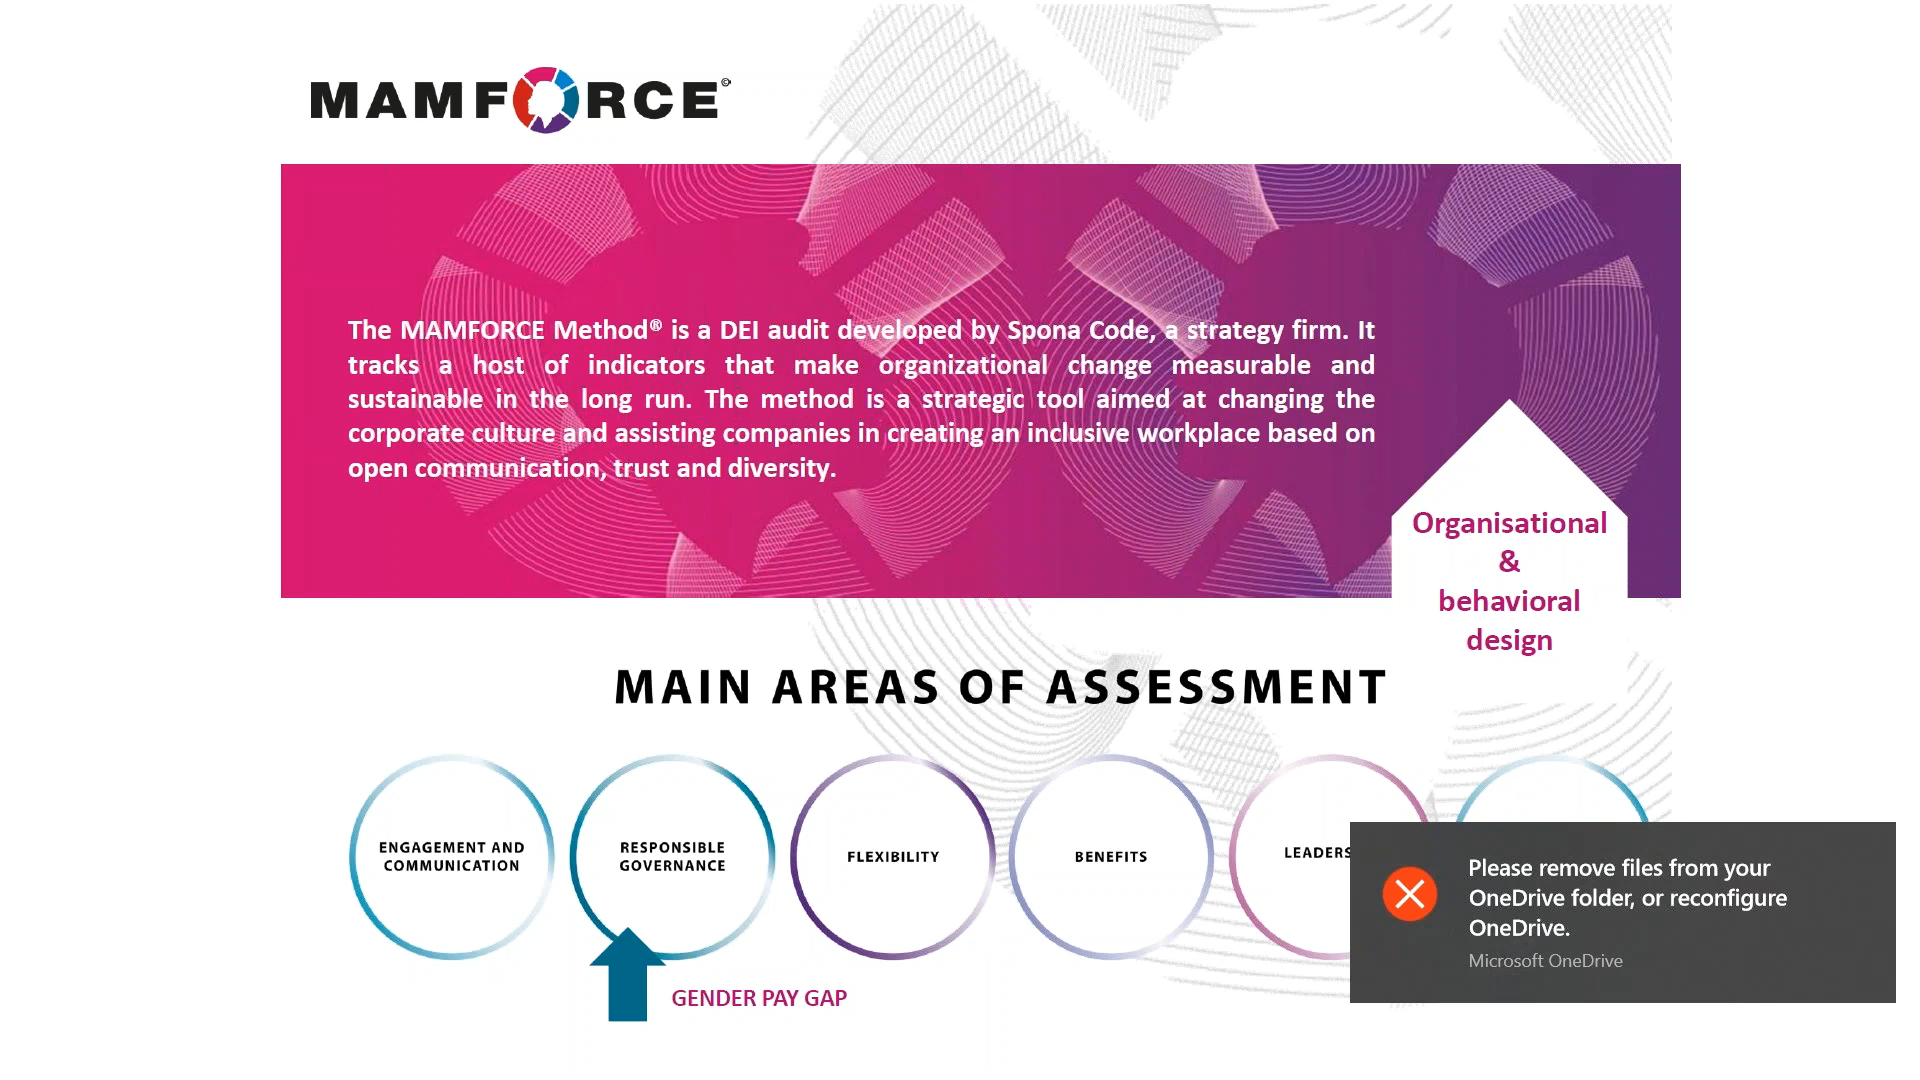 MAMFORCE©
The MAMFORCE Method® is a DEI audit developed by Spona Code, a strategy firm. It
tracks a host of indicators that make organizational change measurable and
sustainable in the long run. The method is a strategic tool aimed at changing the
corporate culture and assisting companies in creating an inclusive workplace based on
open communication, trust and diversity.
Organisational
&
behavioral
design
MAIN AREAS OF ASSESSMENT
ENGAGEMENT AND
COMMUNICATION
RESPONSIBLE
GOVERNANCE
FLEXIBILITY
BENEFITS
GENDER PAY GAP
Please remove files from your
OneDrive folder, or reconfigure
OneDrive.
Microsoft OneDrive